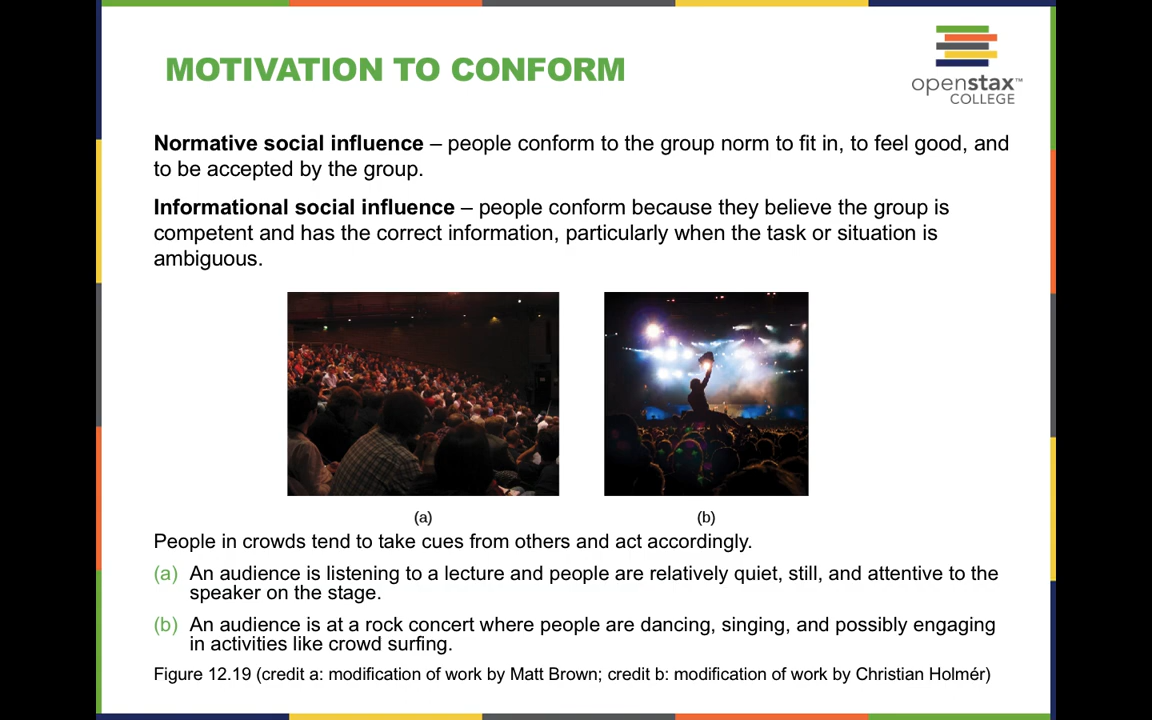 MOTIVATION TO CONFORM
openstax™
COLLEGE
Normative social influence – people conform to the group norm to fit in, to feel good, and
to be accepted by the group.
Informational social influence – people conform because they believe the group is
competent and has the correct information, particularly when the task or situation is
ambiguous.
(a)
(b)
People in crowds tend to take cues from others and act accordingly.
(a) An audience is listening to a lecture and people are relatively quiet, still, and attentive to the
speaker on the stage.
(b) An audience is at a rock concert where people are dancing, singing, and possibly engaging
in activities like crowd surfing.
Figure 12.19 (credit a: modification of work by Matt Brown; credit b: modification of work by Christian Holmér)